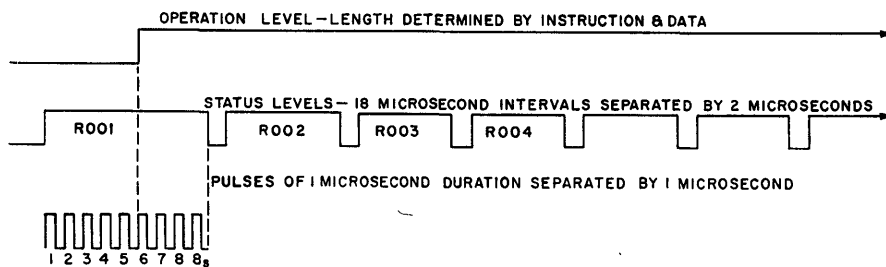 OPERATION LEVEL-LENGTH DETERMINED BY INSTRUCTION & DATA
STATUS LEVELS - 18 MICROSECOND INTERVALS SEPARATED BY 2 MICROSECONDS
R001 R002 R003 R004
PULSES OF 1 MICROSECOND DURATION SEPARATED BY 1 MICROSECOND
1 2 3 4 5 6 7 8 8s